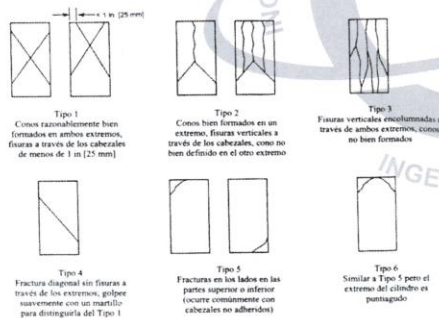 < 1 in [25 mm]
Tipo 1
Conos razonablemente bien
formados en ambos extremos,
fisuras a través de los cabezales
de menos de 1 in [25 mm]
Tipo 2
Conos bien formados en un
extremo, fisuras verticales a
través de los cabezales, cono no
bien definido en el otro extremo
Tipo 3
Fisuras verticales encolumnadas a
través de ambos extremos, conos
no bien formados
Tipo 4
Fractura diagonal sin fisuras a
través de los extremos; golpee
suavemente con un martillo
para distinguirla del Tipo 1
Tipo 5
Fracturas en los lados en las
partes superior o inferior
(ocurre comúnmente con
cabezales no adheridos)
Tipo 6
Similar a Tipo 5 pero el
extremo del cilindro es
puntiagudo
ING
INGE